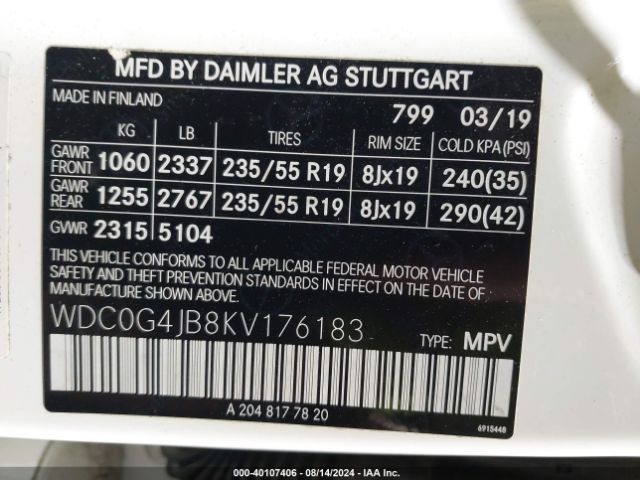 MFD BY DAIMLER AG STUTTGART
MADE IN FINLAND 799 03/19
KG LB TIRES RIM SIZE COLD KPA(PSI)
GAWR FRONT 1060 2337 235/55 R19 8Jx19 240(35)
GAWR REAR 1255 2767 235/55 R19 8Jx19 290(42)
GWR 2315 5104
THIS VEHICLE CONFORMS TO ALL APPLICABLE FEDERAL MOTOR VEHICLE
SAFETY AND THEFT PREVENTION STANDARDS IN EFFECT ON THE DATE OF
MANUFACTURE SHOWN ABOVE.
WDC0G4JB8KV176183 TYPE: MPV
A 204 817 78 20
6915448
000-40107406 - 08/14/2024 - IAA, Inc.